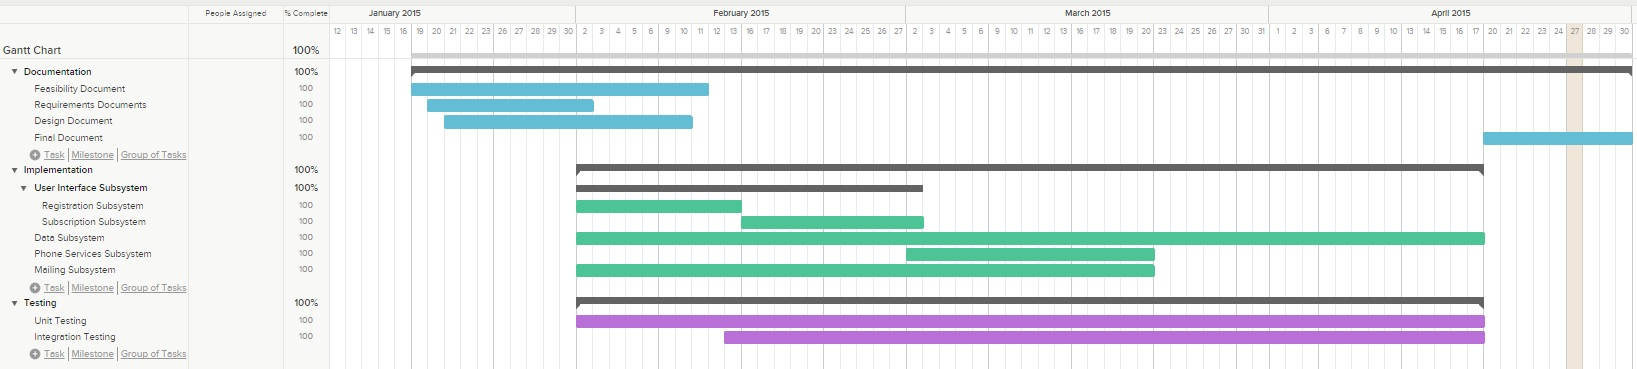 People Assigned % Complete January 2015 February 2015 March 2015 April 2015
12 13 14 15 16 19 20 21 22 23 26 27 28 29 30 2 3 4 5 6 9 10 11 12 13 16 17 18 19 20 23 24 25 26 27 2 3 4 5 6 9 10 11 12 13 16 17 18 19 20 23 24 25 26 27 30 31 1 2 3 6 7 8 9 10 13 14 15 16 17 20 21 22 23 24 27 28 29 30
Gantt Chart 100%
Documentation 100%
Feasibility Document 100
Requirements Documents 100
Design Document 100
Final Document 100
Task | Milestone | Group of Tasks
Implementation 100%
User Interface Subsystem 100%
Registration Subsystem 100
Subscription Subsystem 100
Data Subsystem 100
Phone Services Subsystem 100
Mailing Subsystem 100
Task | Milestone | Group of Tasks
Testing 100%
Unit Testing 100
Integration Testing 100
Task | Milestone | Group of Tasks